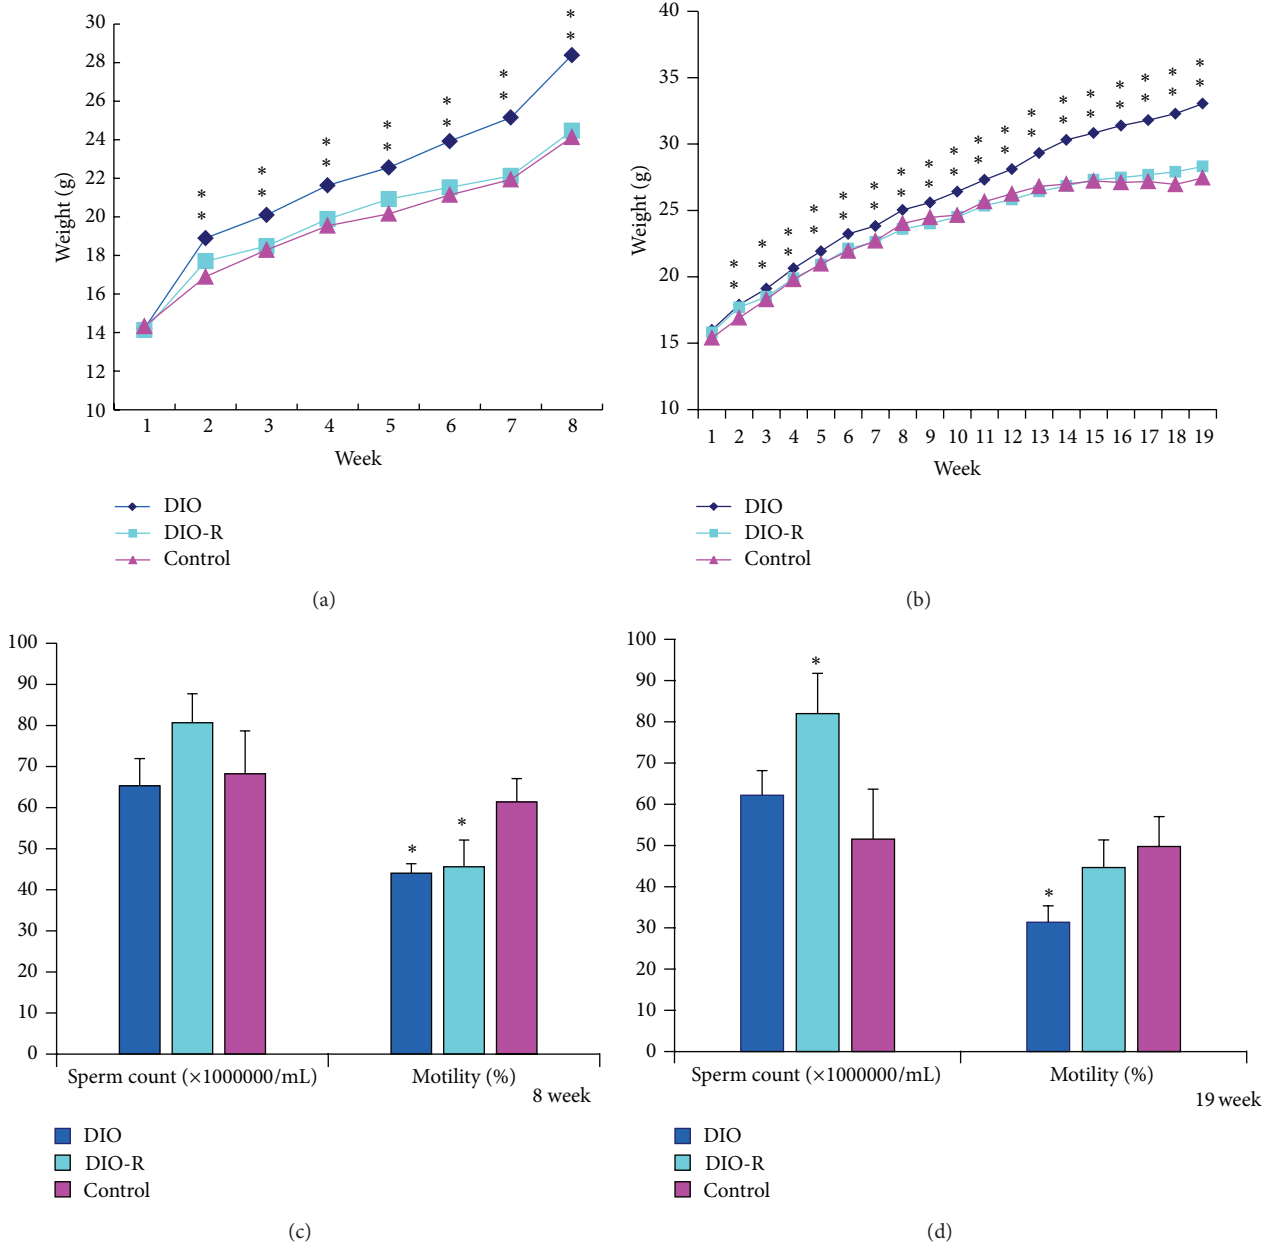 30
28
26
24
22
20
18
16
14
12
10
Weight (g)
* * * * * * *
* * * * * * *
1 2 3 4 5 6 7 8
Week
DIO
DIO-R
Control
(a)
40
35
30
25
20
15
10
Weight (g)
* * * * * * * * * * * * * * * * * *
* * * * * * * * * * * * * * * * * *
1 2 3 4 5 6 7 8 9 10 11 12 13 14 15 16 17 18 19
Week
DIO
DIO-R
Control
(b)
100
90
80
70
60
50
40
30
20
10
0
* *
Sperm count (×1000000/mL) Motility (%)
8 week
DIO
DIO-R
Control
(c)
100
90
80
70
60
50
40
30
20
10
0
*
*
Sperm count (×1000000/mL) Motility (%)
19 week
DIO
DIO-R
Control
(d)